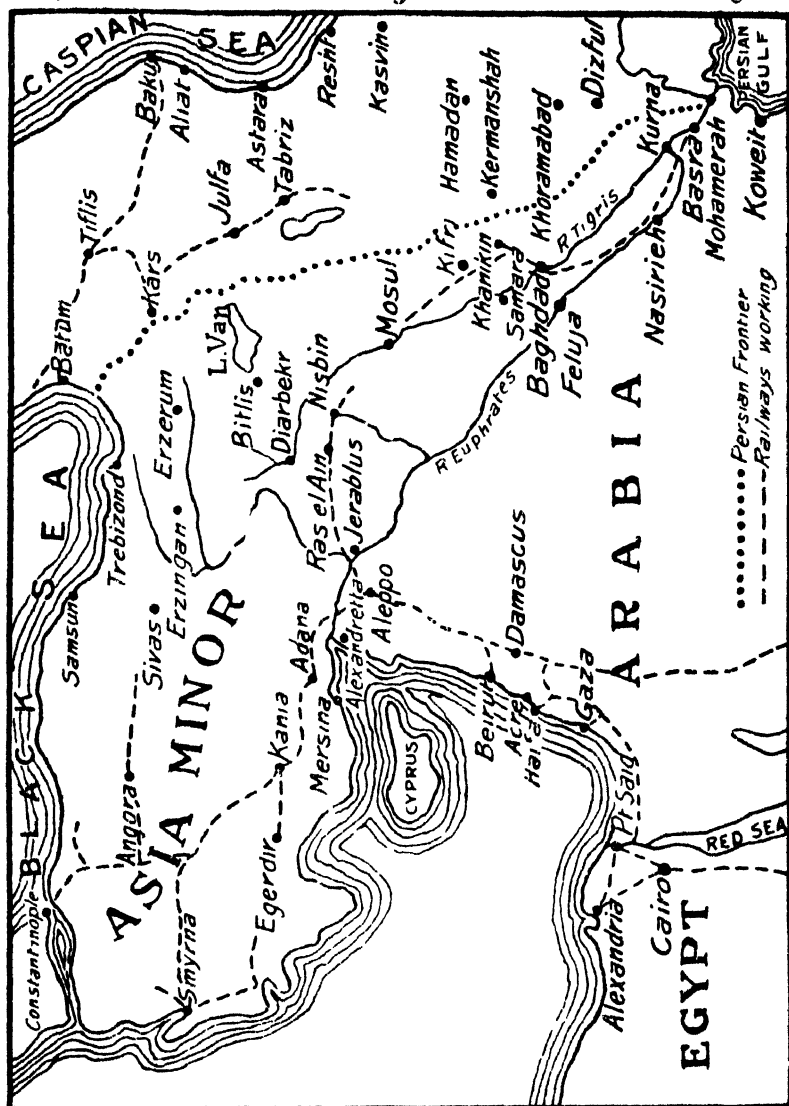 CASPIAN SEA
BLACK SEA
Constantinople
Samsun
Trebizond
Batum
Tiflis
Baku
Aliat
Astara
Resht
Kasvin
Angora
Sivas
Erzingan
Erzerum
Kars
Julfa
Tabriz
ASIA MINOR
L.Van
Bitlis
Diarbekr
Nisbin
Ras el Ain
Jerablus
Mosul
Kifri
Hamadan
Kermanshah
Khanikin
Samara
Baghdad
Khoramabad
Dizful
Feluja
R Tigris
R Euphrates
Smyrna
Egerdir
Kania
Adana
Mersina
Alexandretta
Aleppo
CYPRUS
Beirut
Damascus
Acre
Haifa
Gaza
Kurna
Nasirieh
Basra
Mohamerah
Koweit
PERSIAN
GULF
ARABIA
Alexandria
Pt Said
Cairo
RED SEA
EGYPT
Persian Frontier
Railways working